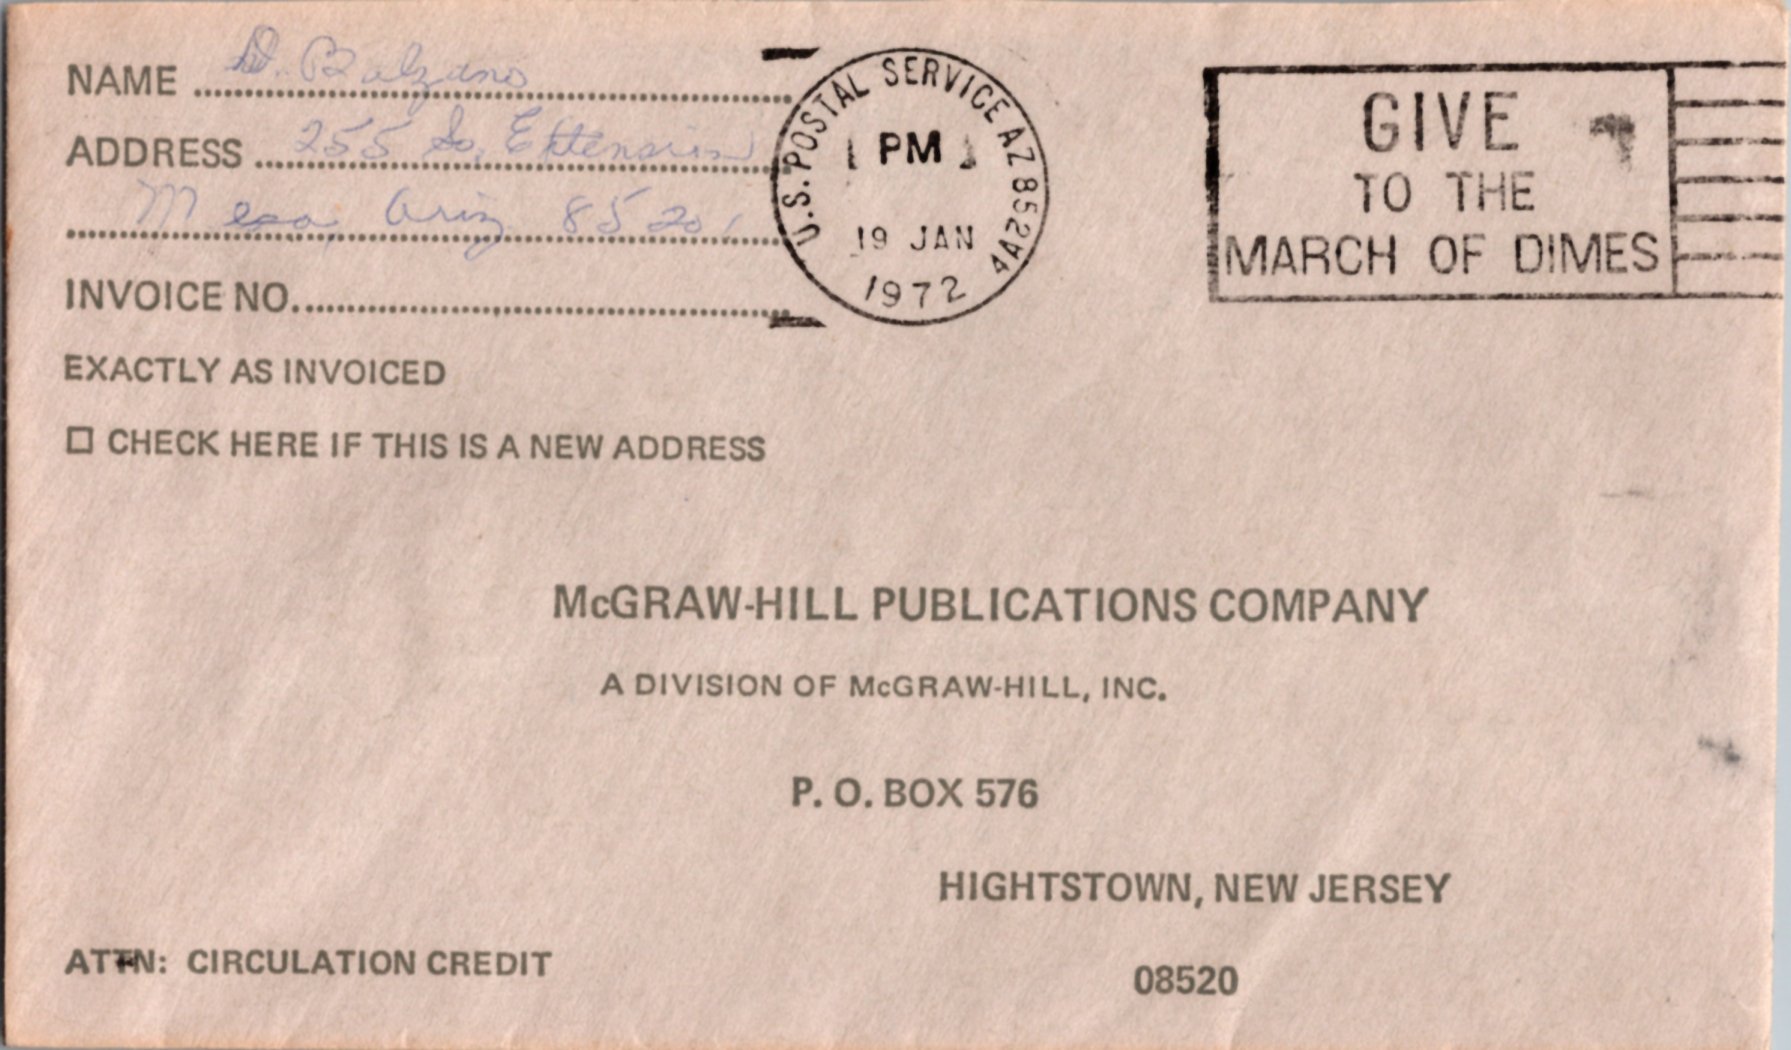 NAME D. Balzano
ADDRESS 255 So. Extension
Mesa, Ariz 85201
INVOICE NO.
EXACTLY AS INVOICED
☐ CHECK HERE IF THIS IS A NEW ADDRESS
U.S. POSTAL SERVICE AZ 852
PM
19 JAN
1972
GIVE
TO THE
MARCH OF DIMES
McGRAW-HILL PUBLICATIONS COMPANY
A DIVISION OF McGRAW-HILL, INC.
P. O. BOX 576
HIGHTSTOWN, NEW JERSEY
08520
ATTN: CIRCULATION CREDIT